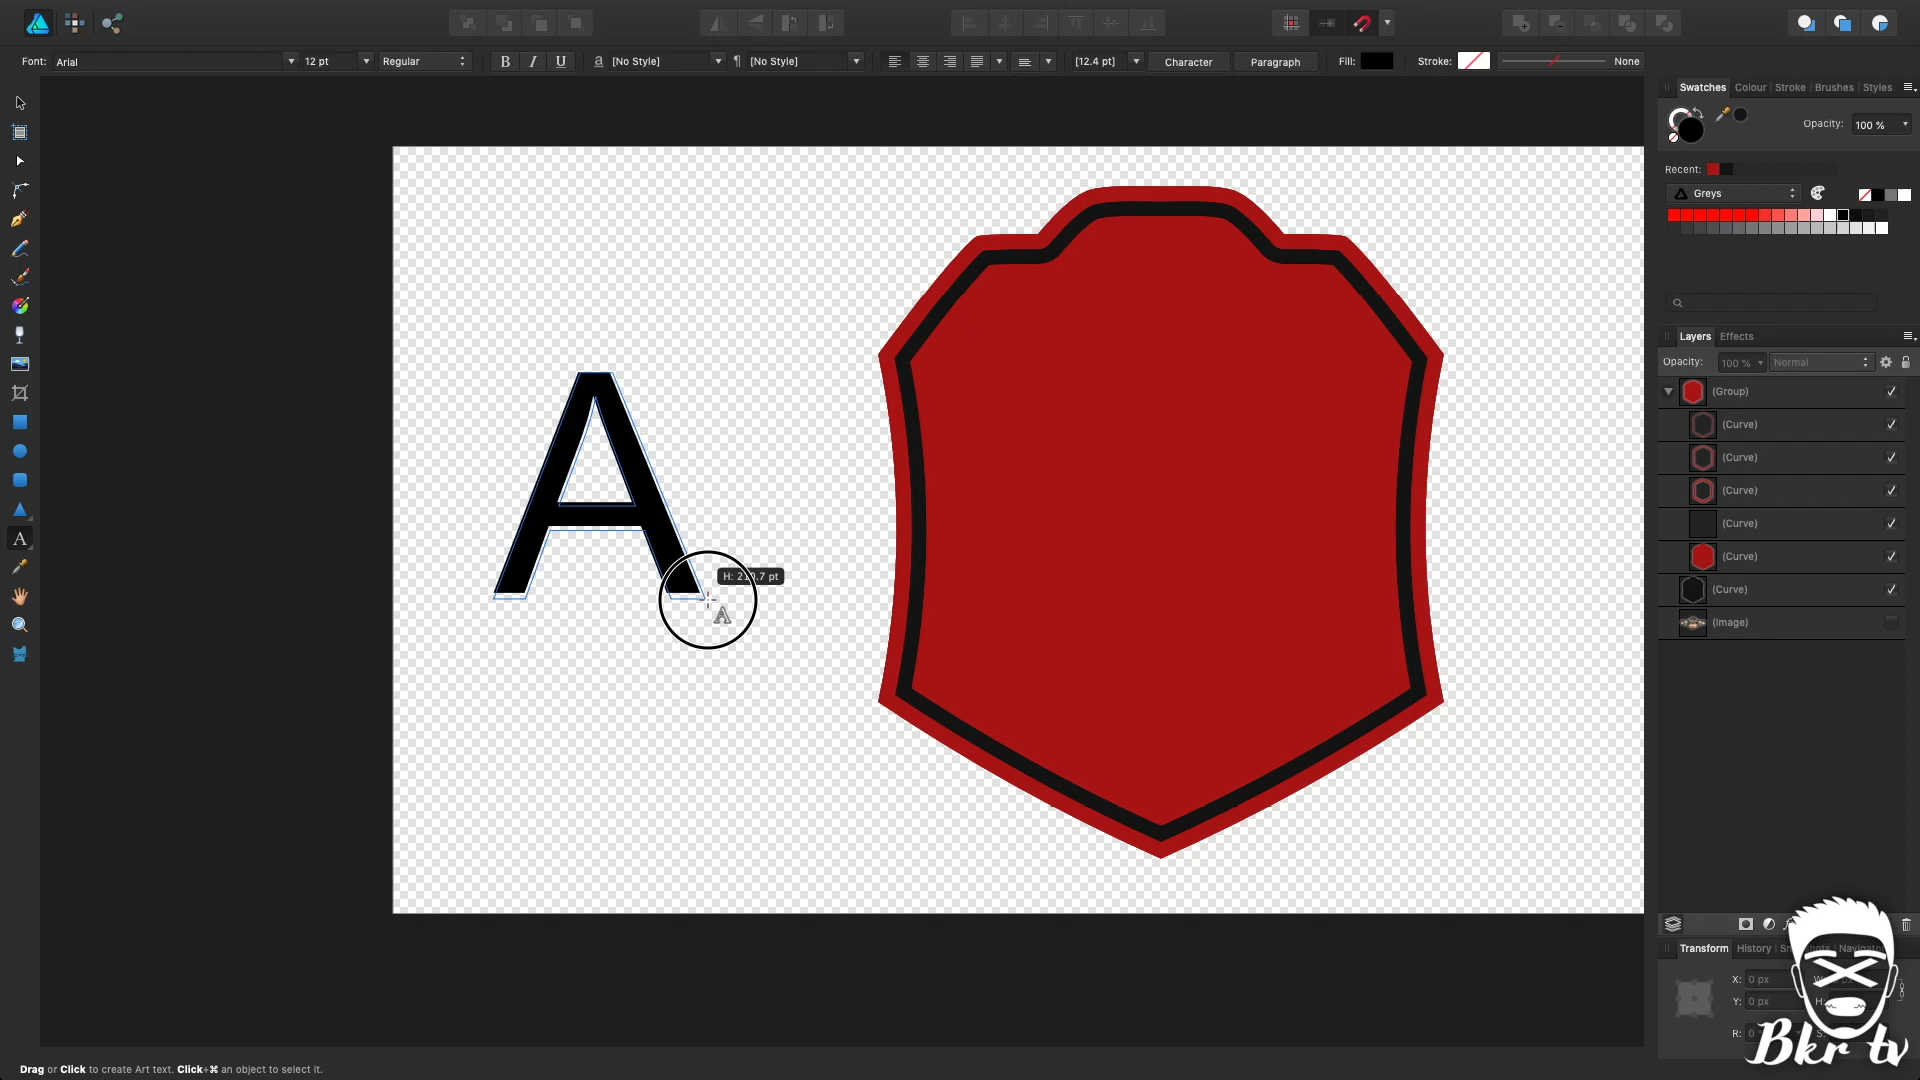 Font: Arial 12 pt Regular B I U a [No Style] ¶ [No Style] [12.4 pt] Character Paragraph Fill: Stroke: None
Swatches Colour Stroke Brushes Styles
Opacity: 100 %
Recent:
Greys
Layers Effects
Opacity: 100 % Normal
(Group)
(Curve)
(Curve)
(Curve)
(Curve)
(Curve)
(Curve)
(Image)
A
H: 210.7 pt
A
Transform History
X: 0 px
Y: 0 px H:
R:
Bkr tv
Drag or Click to create Art text. Click+⌘ an object to select it.